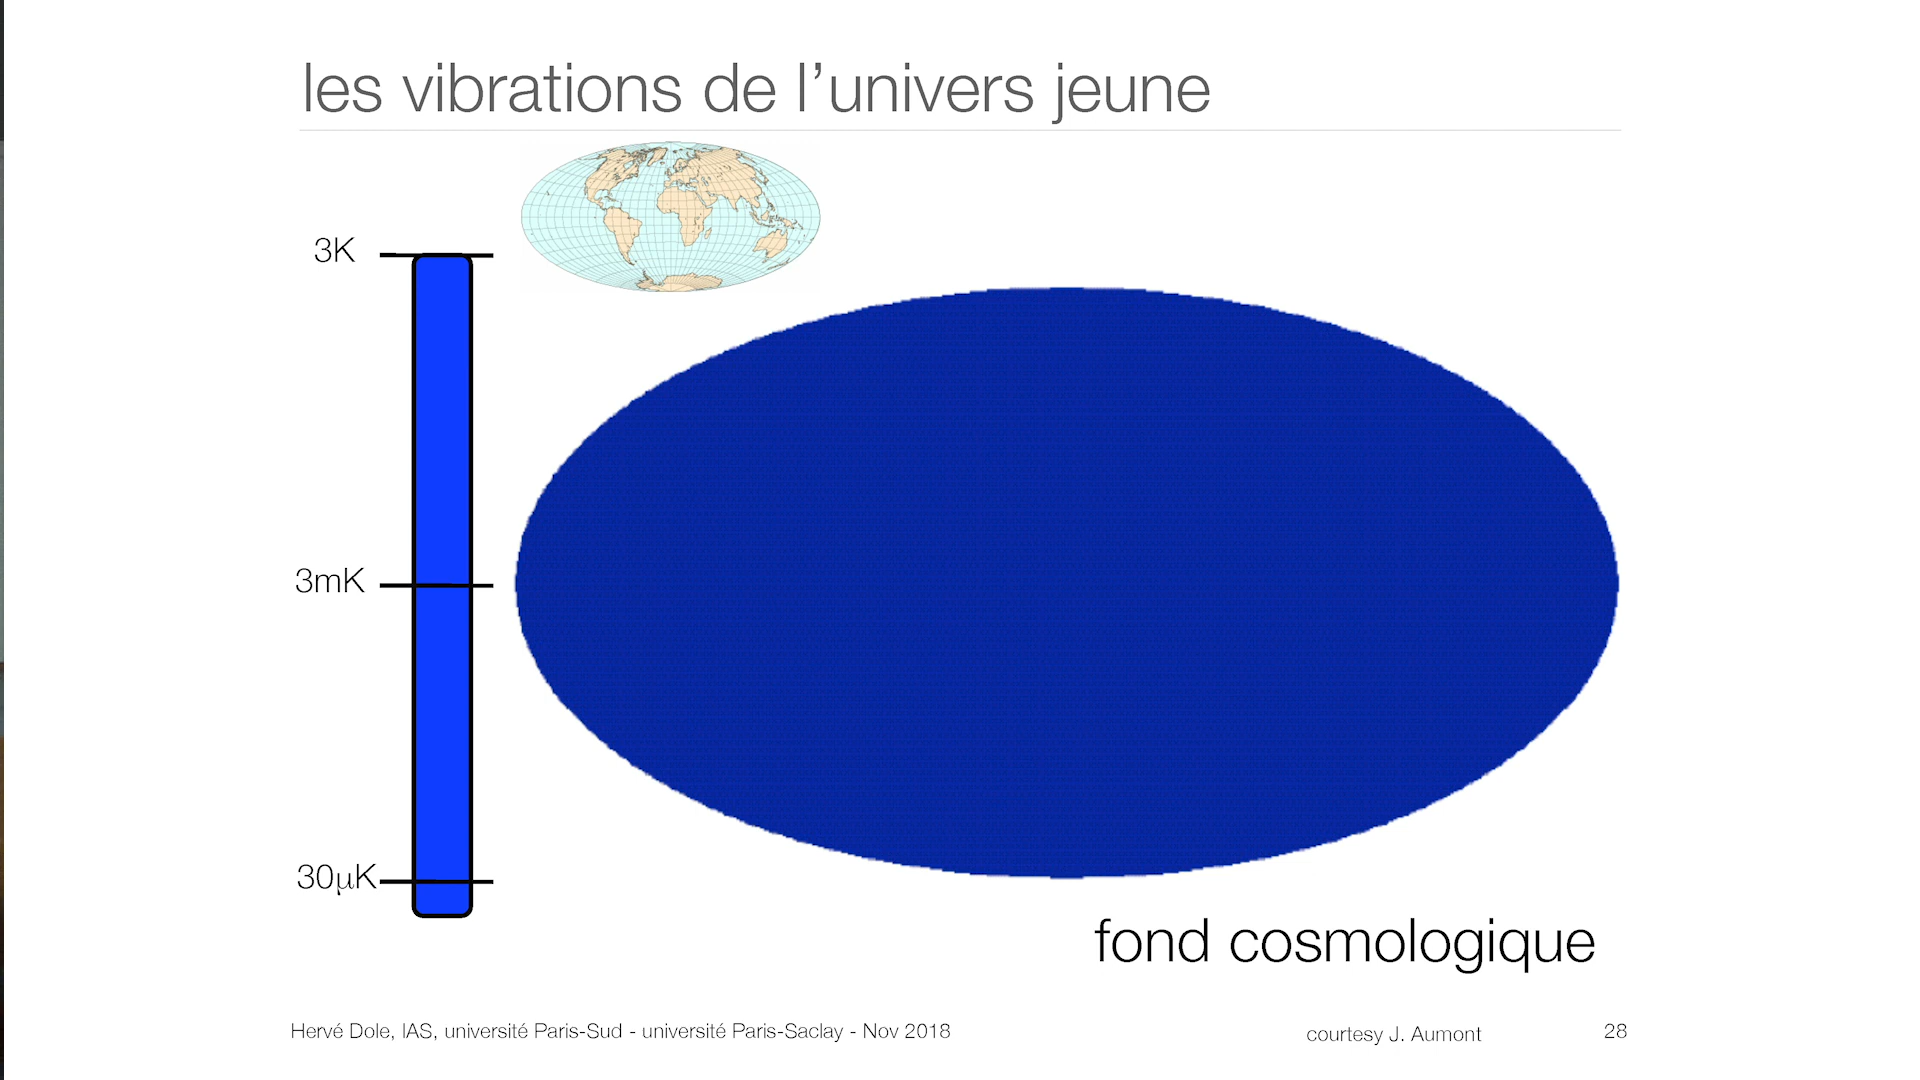 les vibrations de l’univers jeune
3K
3mK
30µK
fond cosmologique
Hervé Dole, IAS, université Paris-Sud - université Paris-Saclay - Nov 2018
courtesy J. Aumont
28